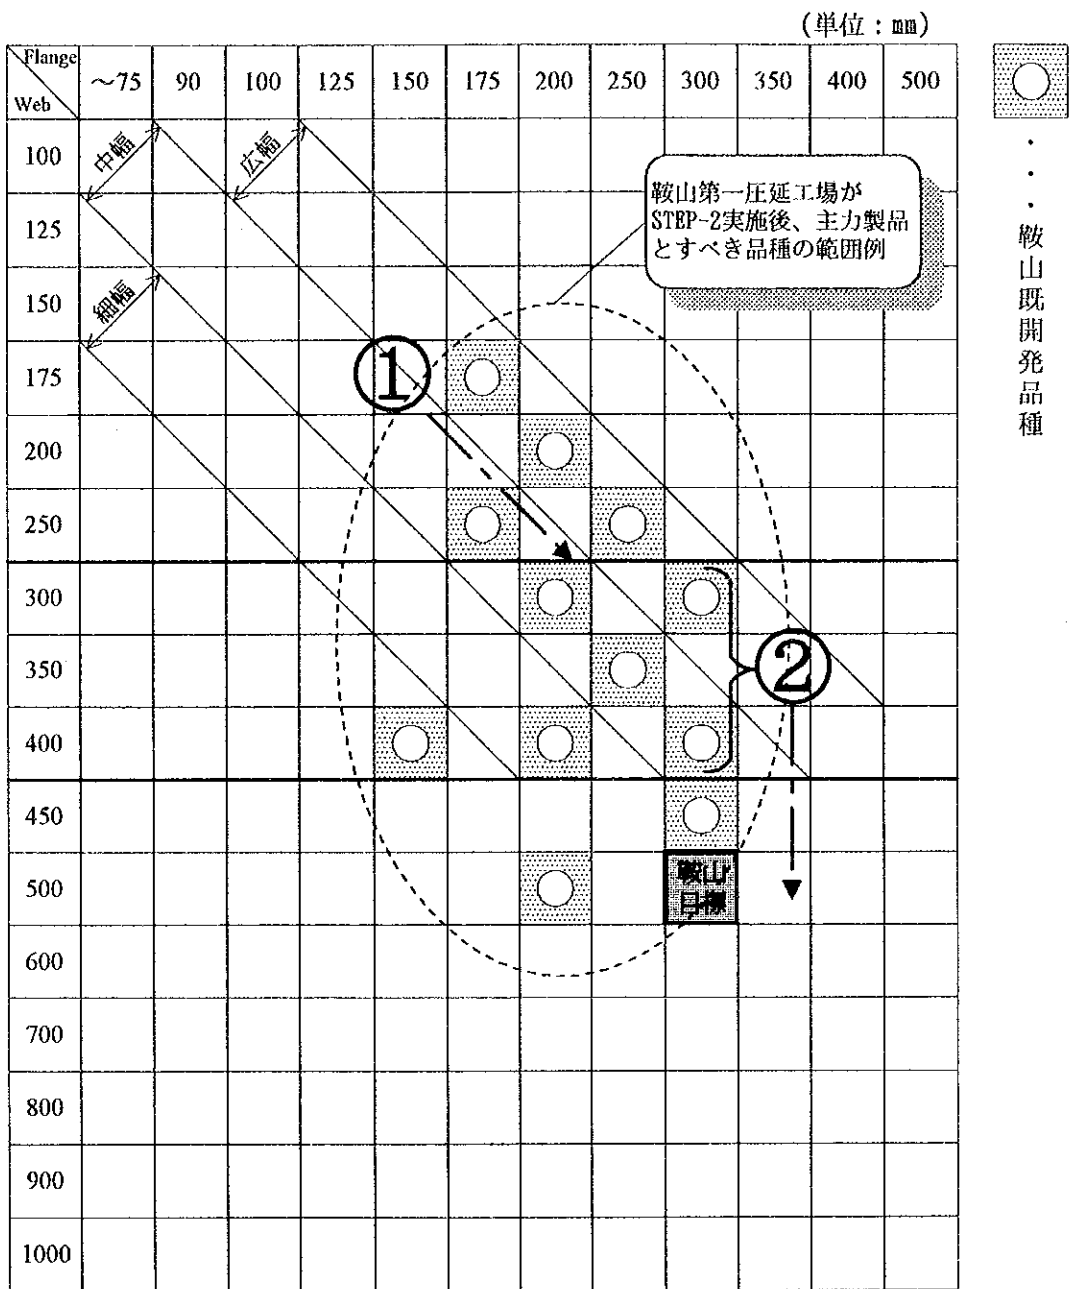 (単位：mm)
Flange
Web
～75 90 100 125 150 175 200 250 300 350 400 500
100
125
150
175
200
250
300
350
400
450
500
600
700
800
900
1000
中幅
広幅
細幅
鞍山第一圧延工場が
STEP-2実施後、主力製品
とすべき品種の範囲例
①
②
鞍山
目標
・・・鞍山既開発品種